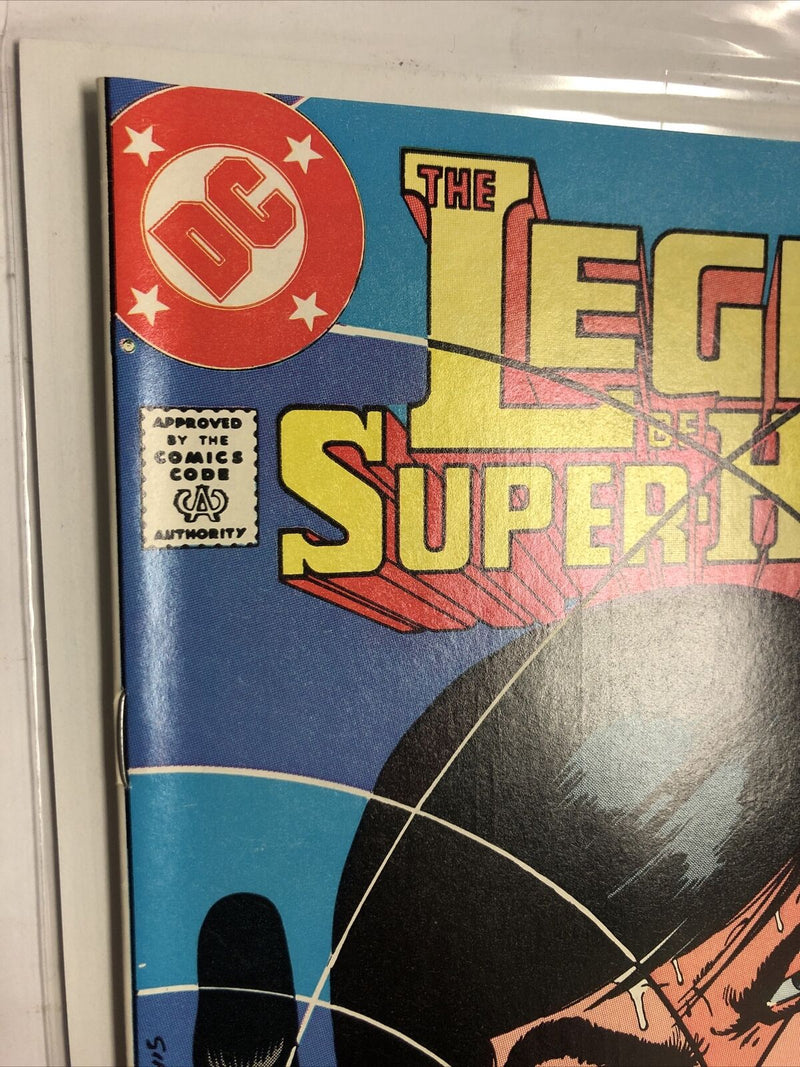 DC
THE
LEG
OF
SUPER-H
APPROVED
BY THE
COMICS
CODE
CA
AUTHORITY